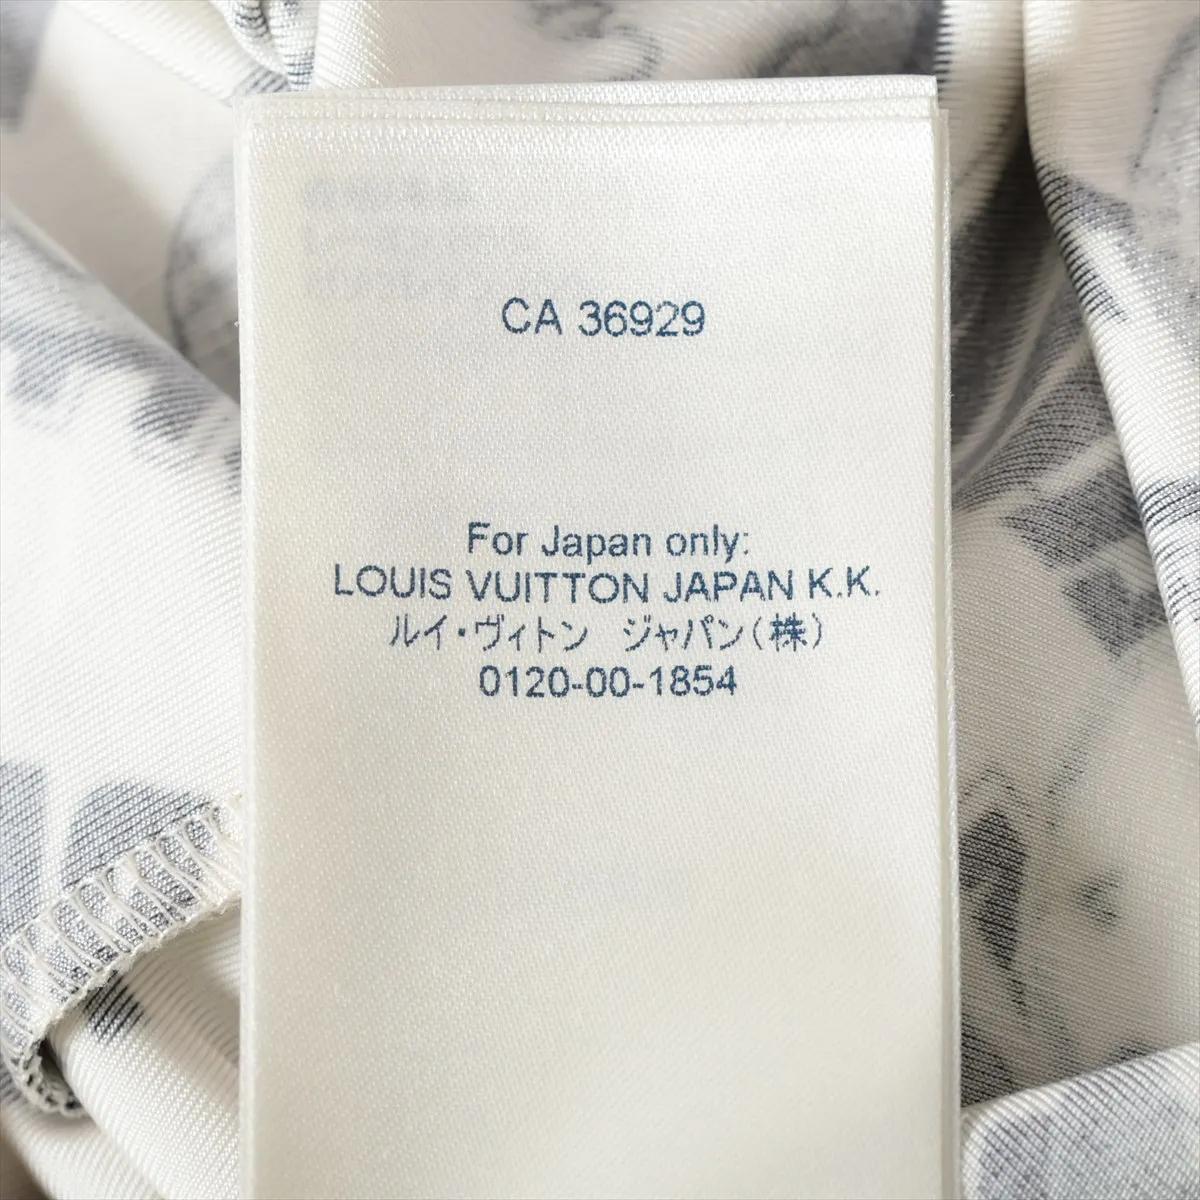 CA 36929
For Japan only:
LOUIS VUITTON JAPAN K.K.
ルイ・ヴィトン ジャパン(株)
0120-00-1854